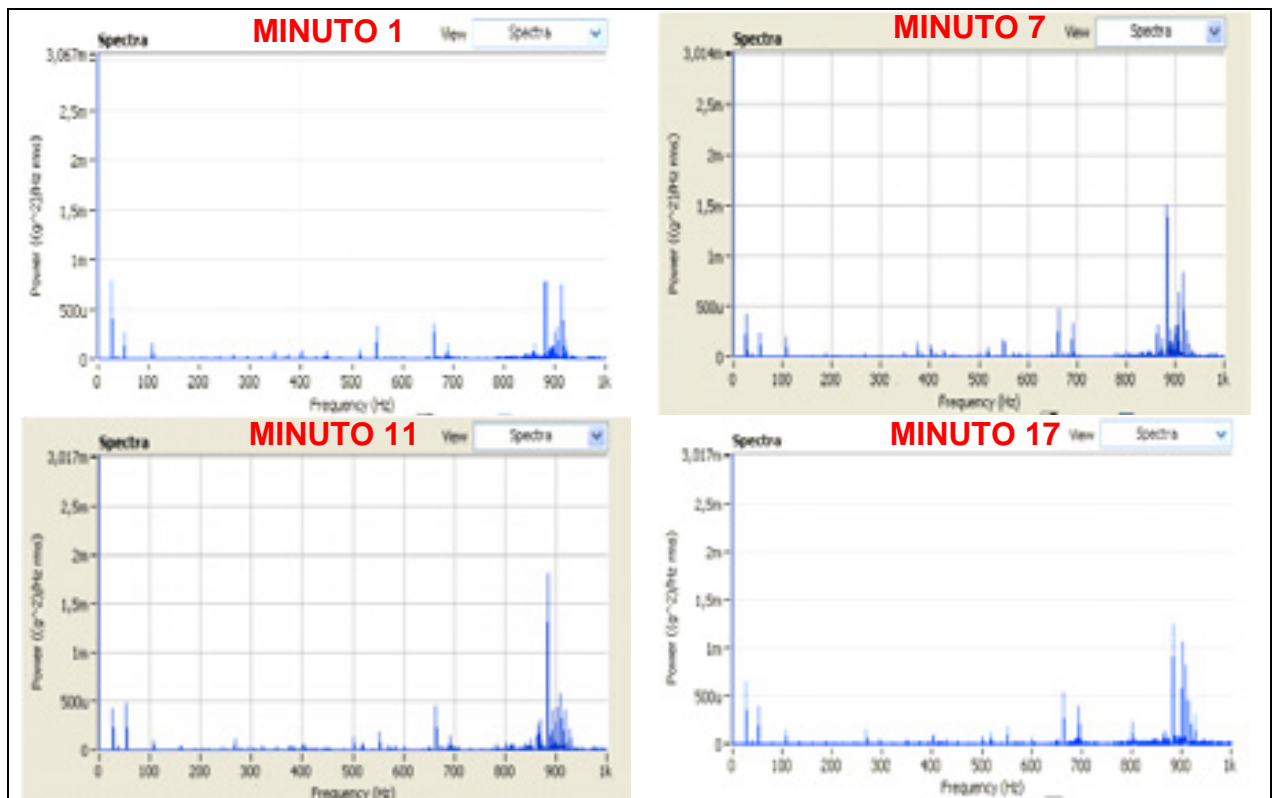 MINUTO 1
Spectra
View Spectra
3,067m
2,5m
2m
1,5m
1m
500u
0
Power ((g^2)/Hz rms)
0 100 200 300 400 500 600 700 800 900 1k
Frequency (Hz)
MINUTO 7
Spectra
View Spectra
3,014m
2,5m
2m
1,5m
1m
500u
0
Power ((g^2)/Hz rms)
0 100 200 300 400 500 600 700 800 900 1k
Frequency (Hz)
MINUTO 11
Spectra
View Spectra
3,017m
2,5m
2m
1,5m
1m
500u
0
Power ((g^2)/Hz rms)
0 100 200 300 400 500 600 700 800 900 1k
Frequency (Hz)
MINUTO 17
Spectra
View Spectra
3,017m
2,5m
2m
1,5m
1m
500u
0
Power ((g^2)/Hz rms)
0 100 200 300 400 500 600 700 800 900 1k
Frequency (Hz)